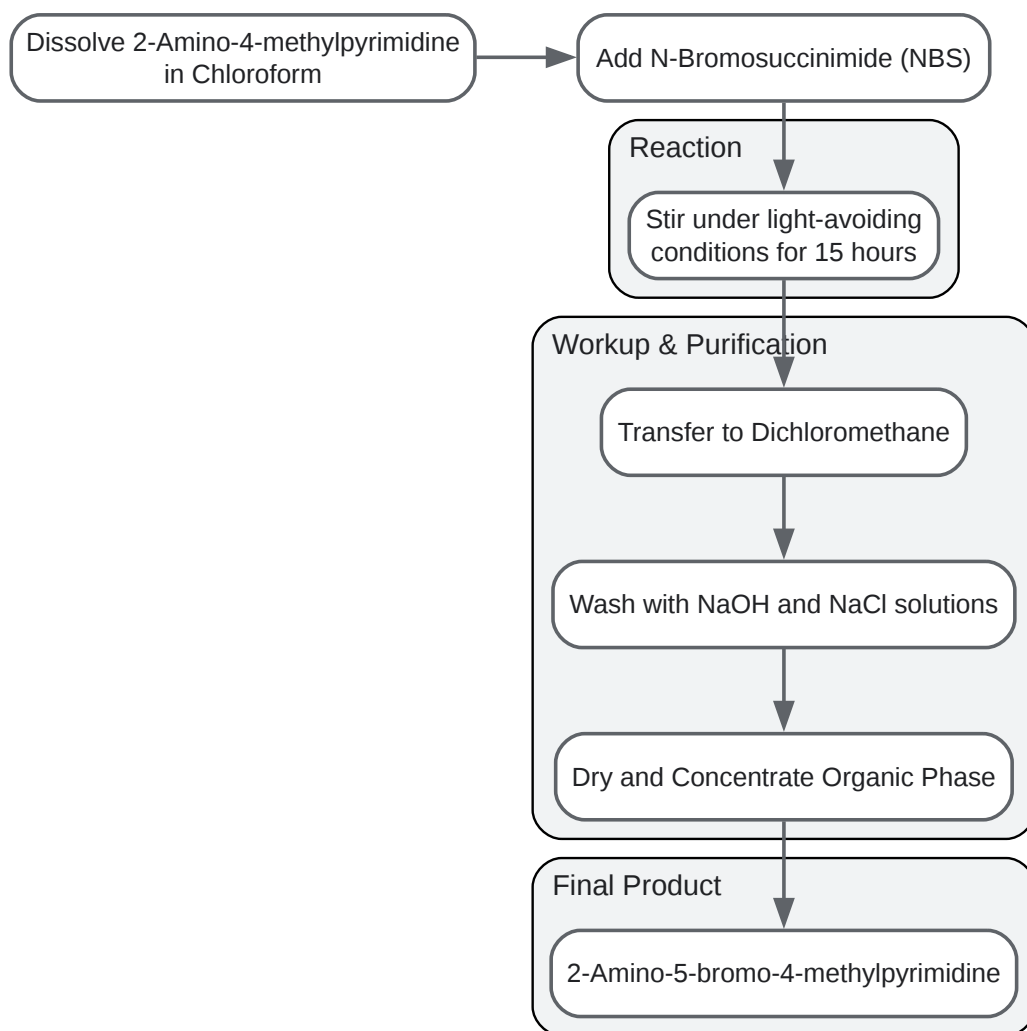 Dissolve 2-Amino-4-methylpyrimidine
in Chloroform
Add N-Bromosuccinimide (NBS)
Reaction
Stir under light-avoiding
conditions for 15 hours
Workup & Purification
Transfer to Dichloromethane
Wash with NaOH and NaCl solutions
Dry and Concentrate Organic Phase
Final Product
2-Amino-5-bromo-4-methylpyrimidine